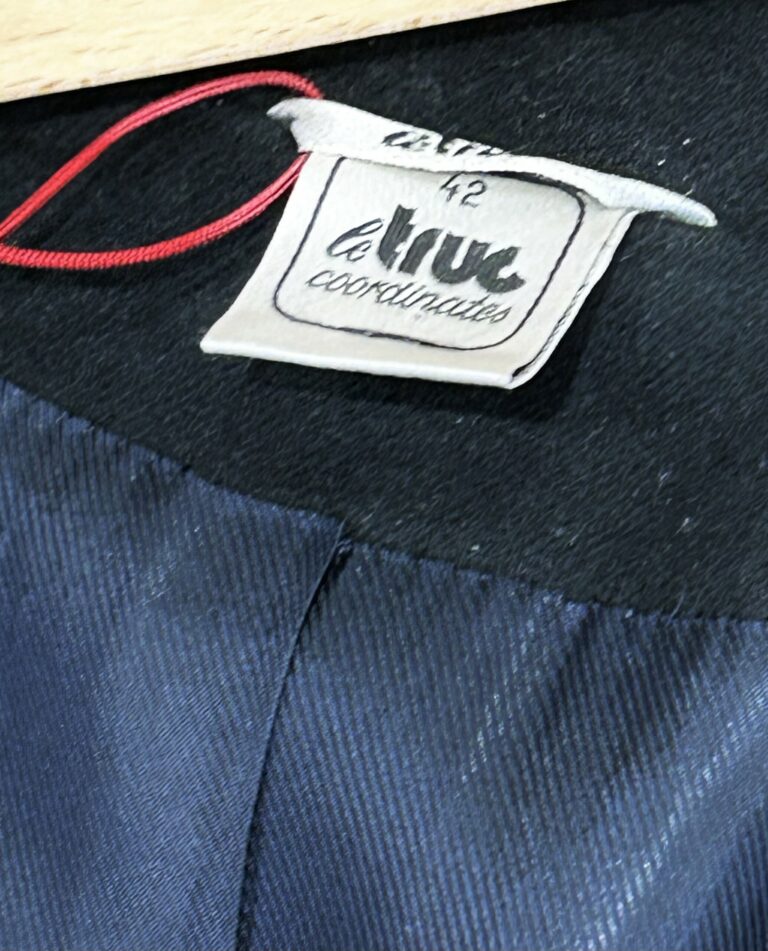 42
le truc
coordinates